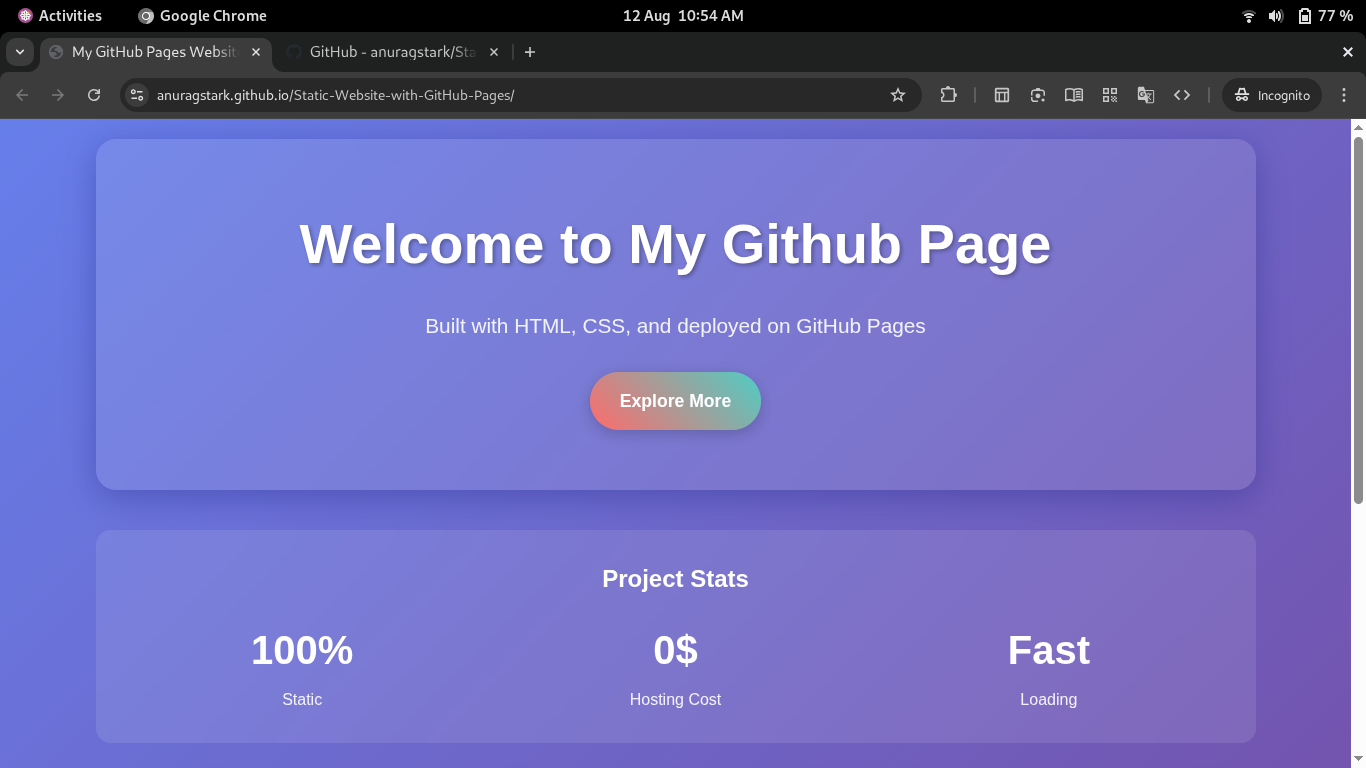 Activities Google Chrome 12 Aug 10:54 AM 77 %
My GitHub Pages Websit GitHub - anuragstark/Sta
anuragstark.github.io/Static-Website-with-GitHub-Pages/ Incognito
Welcome to My Github Page
Built with HTML, CSS, and deployed on GitHub Pages
Explore More
Project Stats
100% 0$ Fast
Static Hosting Cost Loading